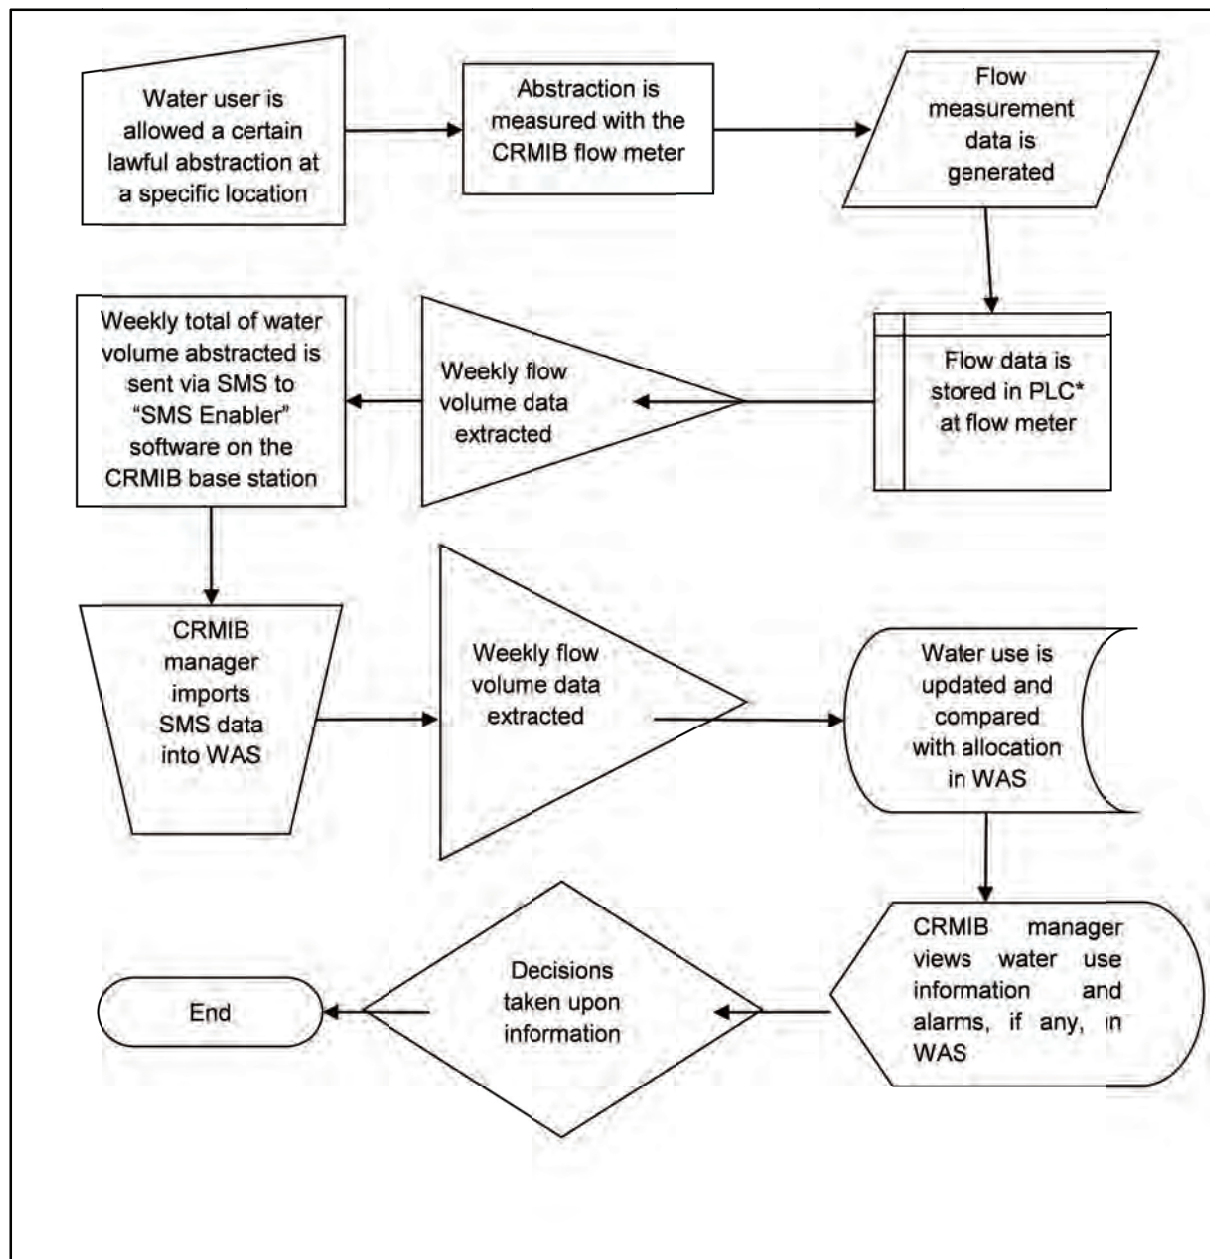 Water user is
allowed a certain
lawful abstraction at
a specific location
Abstraction is
measured with the
CRMIB flow meter
Flow
measurement
data is
generated
Flow data is
stored in PLC*
at flow meter
Weekly flow
volume data
extracted
Weekly total of water
volume abstracted is
sent via SMS to
“SMS Enabler”
software on the
CRMIB base station
CRMIB
manager
imports
SMS data
into WAS
Weekly flow
volume data
extracted
Water use is
updated and
compared
with allocation
in WAS
CRMIB manager
views water use
information and
alarms, if any, in
WAS
Decisions
taken upon
information
End